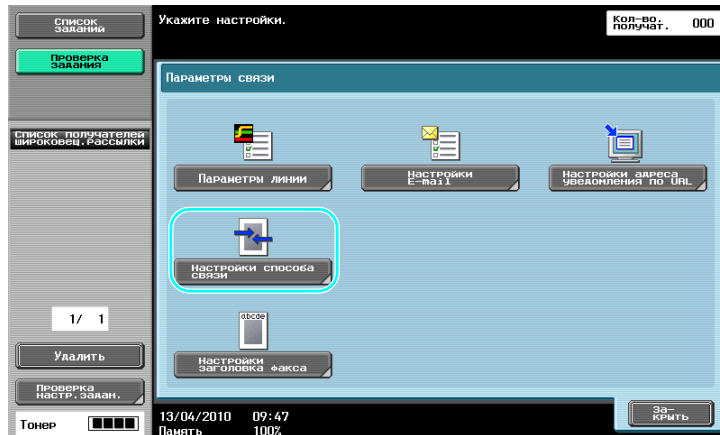 Список
заданий
Проверка
задания
Список получателей
широковещ.рассылки
1/ 1
Удалить
Проверка
настр.задан.
Тонер
Укажите настройки.
Кол-во.
получат.
000
Параметры связи
Параметры линии
Настройки
E-mail
Настройки адреса
уведомления по URL
Настройки способа
связи
abcde
Настройки
заголовка факса
13/04/2010 09:47
Память 100%
За-
крыть